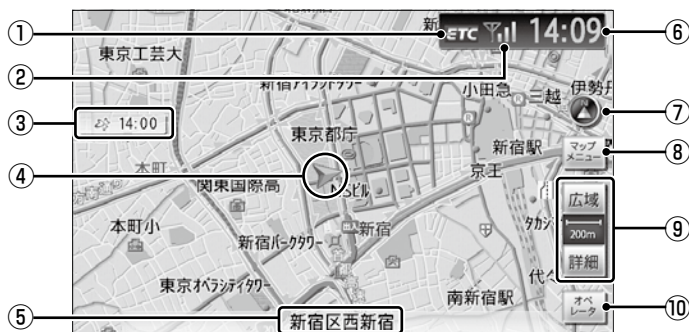 ①
新
ETC
14:09
⑥
東京工芸大
②
新宿アイランドタワー
小田急
三越
伊勢丹
③
14:00
⑦
東京都庁
新宿駅
マップ
メニュー
⑧
本町
④
関東国際高
NSビル
京王
広域
本町小
新宿
タカシ
200m
⑨
新宿パークタワー
詳細
東京オペラシティタワー
代々
南新宿駅
オペ
レータ
⑩
⑤
新宿区西新宿